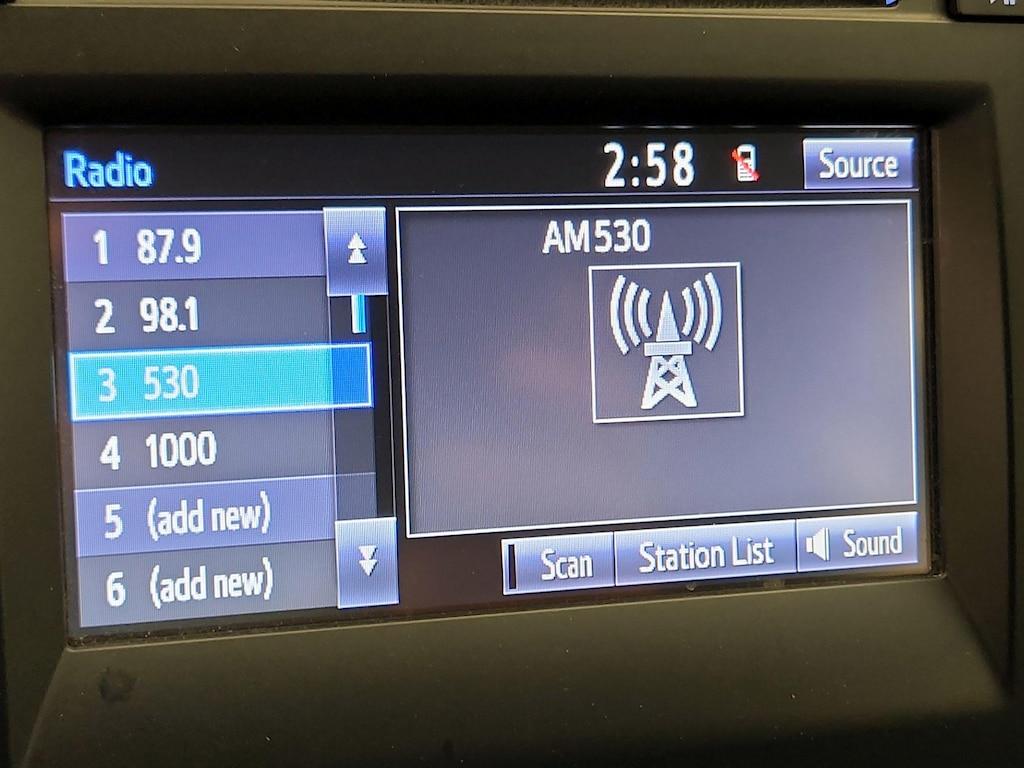 Radio 2:58 Source
1 87.9
2 98.1
3 530
4 1000
5 (add new)
6 (add new)
AM530
Scan Station List Sound